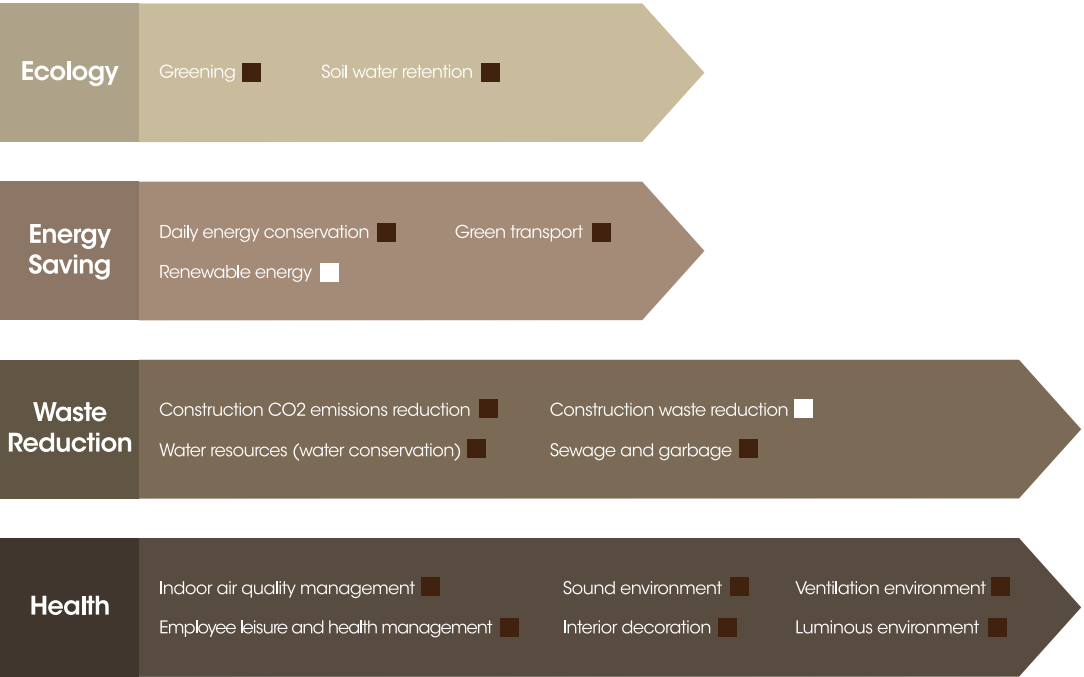 Ecology
Greening
Soil water retention
Energy
Saving
Daily energy conservation
Green transport
Renewable energy
Waste
Reduction
Construction CO2 emissions reduction
Construction waste reduction
Water resources (water conservation)
Sewage and garbage
Health
Indoor air quality management
Sound environment
Ventilation environment
Employee leisure and health management
Interior decoration
Luminous environment